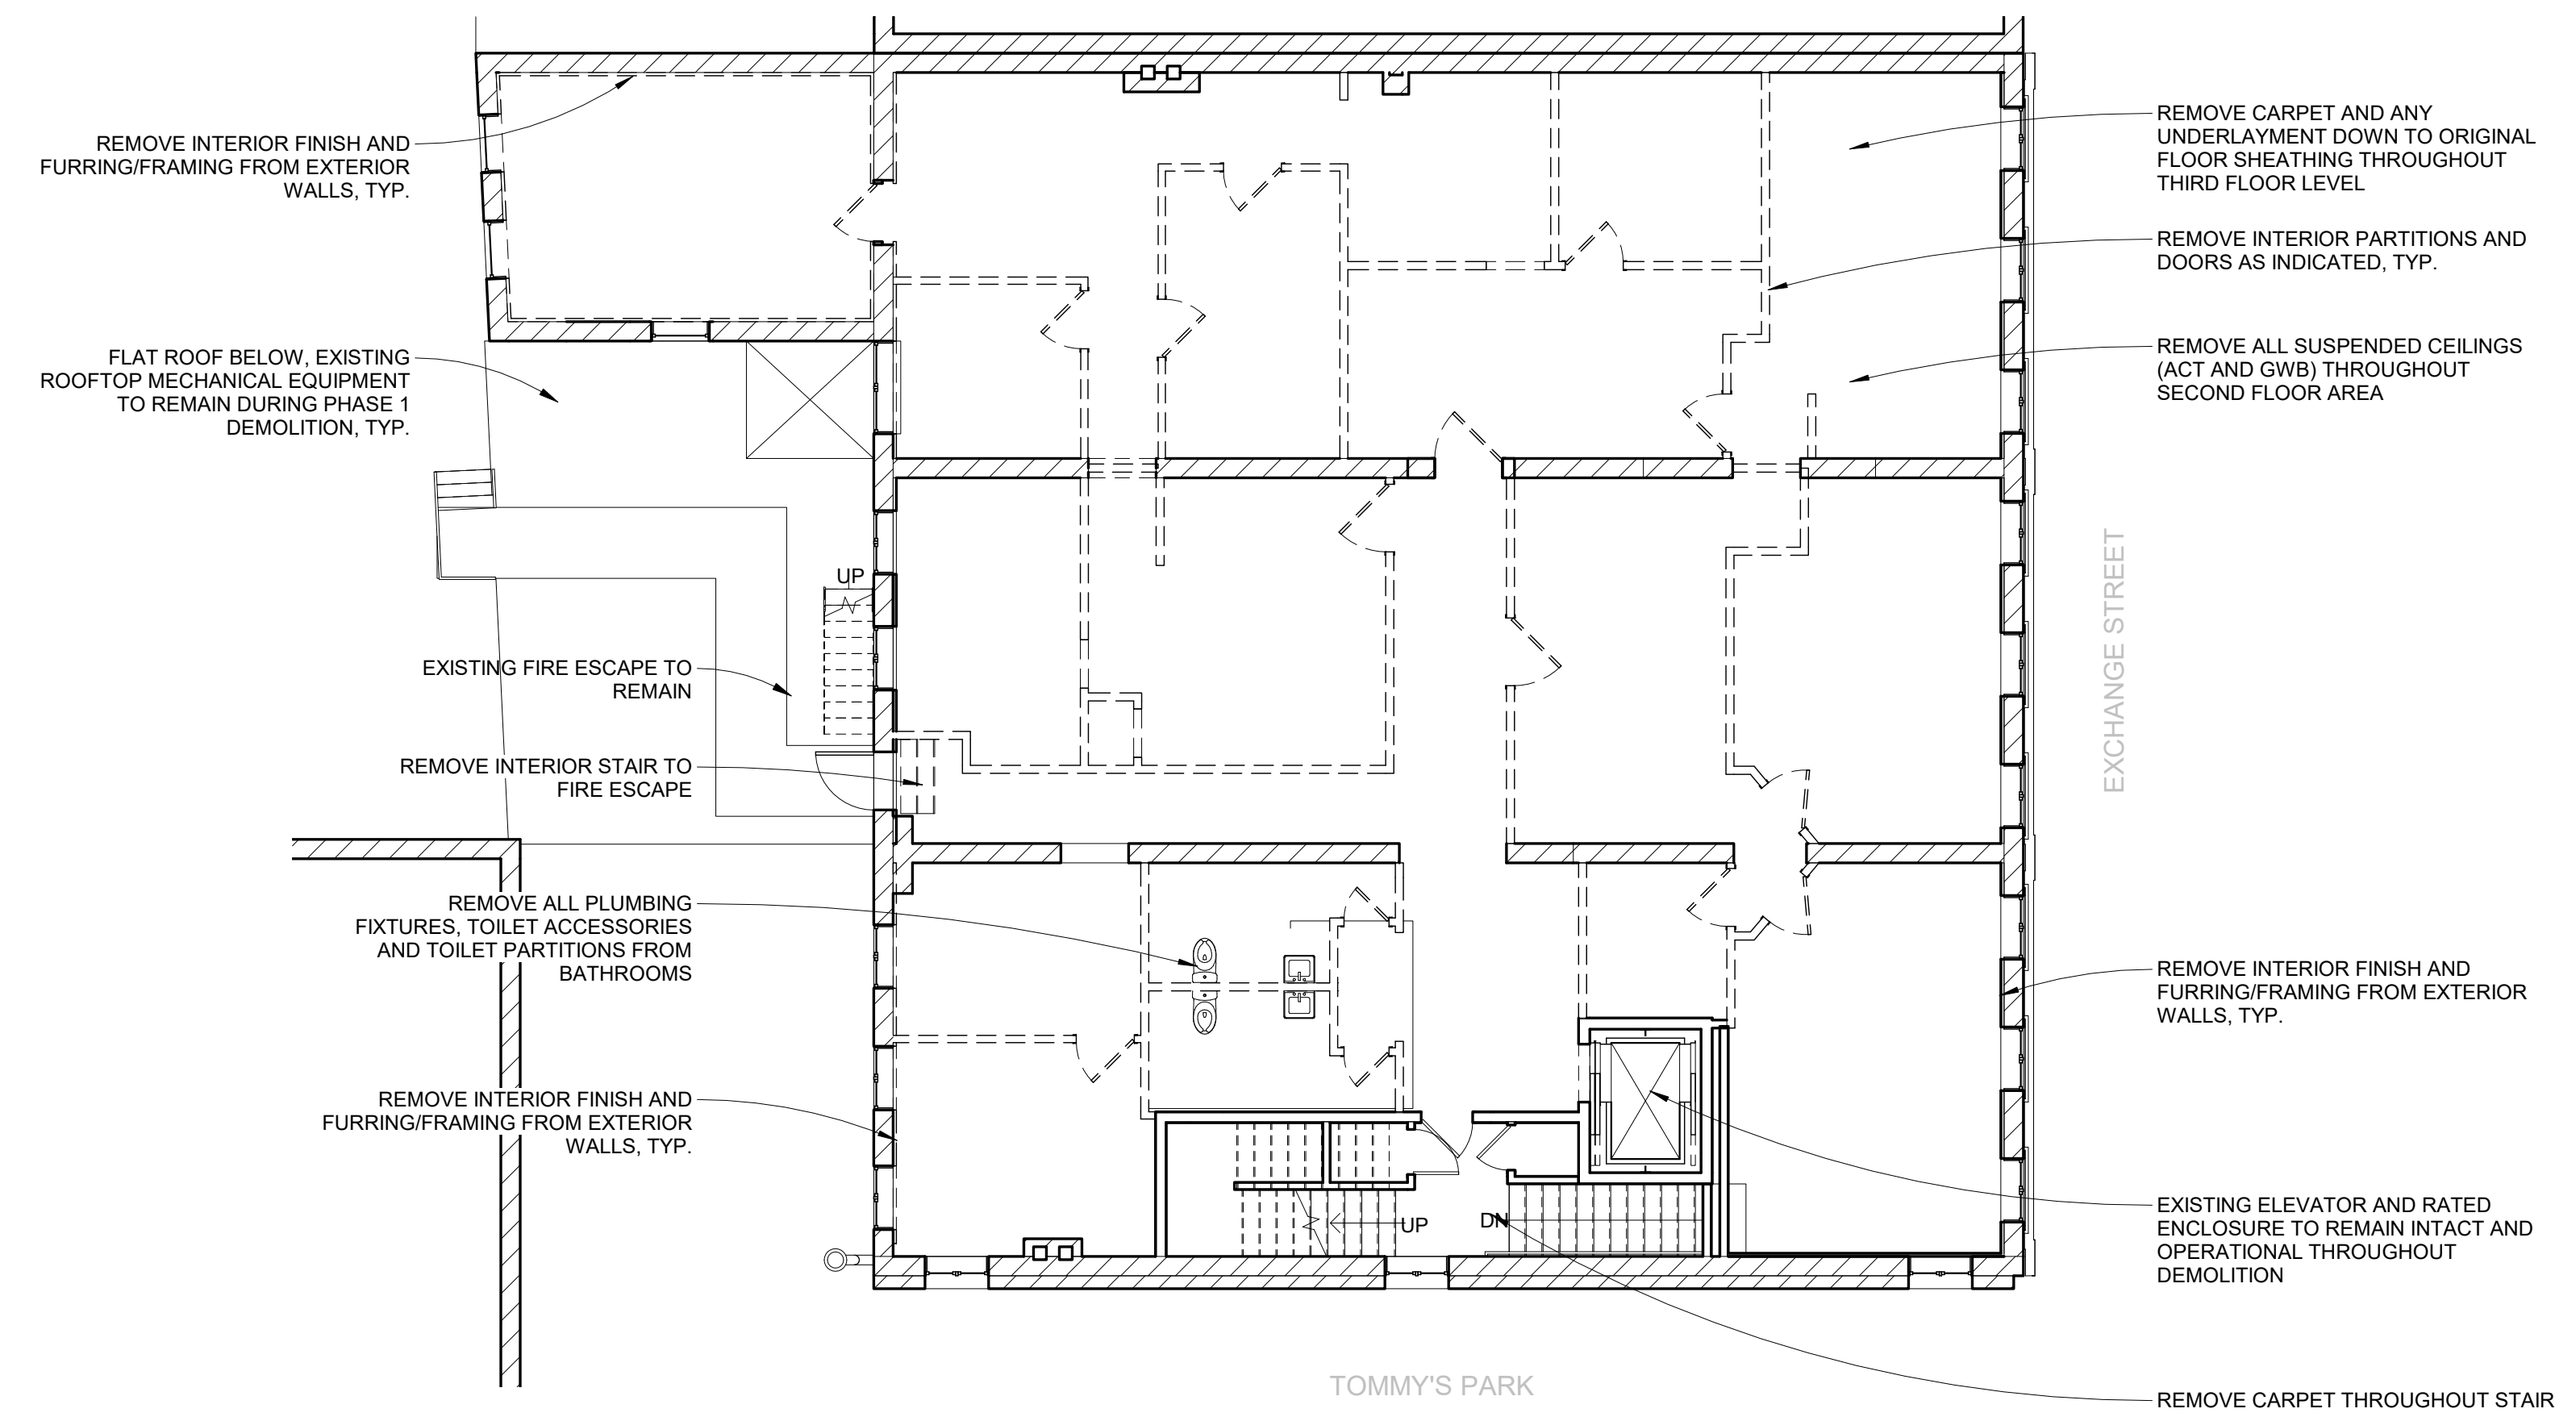 REMOVE INTERIOR FINISH AND
FURRING/FRAMING FROM EXTERIOR
WALLS, TYP.
FLAT ROOF BELOW, EXISTING
ROOFTOP MECHANICAL EQUIPMENT
TO REMAIN DURING PHASE 1
DEMOLITION, TYP.
UP
EXISTING FIRE ESCAPE TO
REMAIN
REMOVE INTERIOR STAIR TO
FIRE ESCAPE
REMOVE ALL PLUMBING
FIXTURES, TOILET ACCESSORIES
AND TOILET PARTITIONS FROM
BATHROOMS
REMOVE INTERIOR FINISH AND
FURRING/FRAMING FROM EXTERIOR
WALLS, TYP.
UP
DN
REMOVE CARPET AND ANY
UNDERLAYMENT DOWN TO ORIGINAL
FLOOR SHEATHING THROUGHOUT
THIRD FLOOR LEVEL
REMOVE INTERIOR PARTITIONS AND
DOORS AS INDICATED, TYP.
REMOVE ALL SUSPENDED CEILINGS
(ACT AND GWB) THROUGHOUT
SECOND FLOOR AREA
EXCHANGE STREET
REMOVE INTERIOR FINISH AND
FURRING/FRAMING FROM EXTERIOR
WALLS, TYP.
EXISTING ELEVATOR AND RATED
ENCLOSURE TO REMAIN INTACT AND
OPERATIONAL THROUGHOUT
DEMOLITION
TOMMY'S PARK
REMOVE CARPET THROUGHOUT STAIR